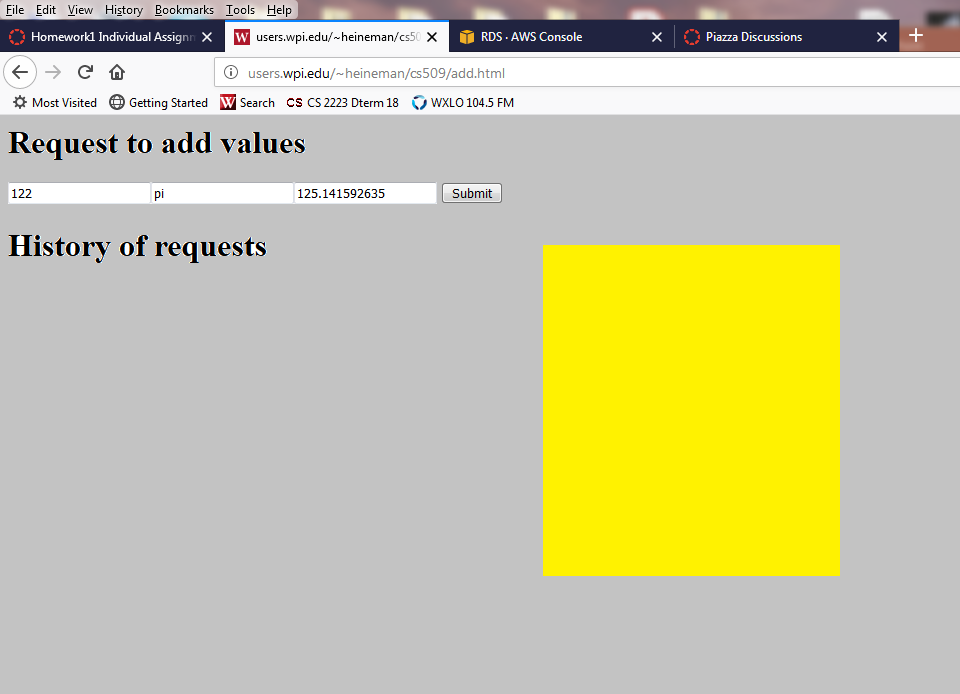 File Edit View History Bookmarks Tools Help
Homework1 Individual Assignn users.wpi.edu/~heineman/cs50 RDS · AWS Console Piazza Discussions
users.wpi.edu/~heineman/cs509/add.html
Most Visited Getting Started W Search CS CS 2223 Dterm 18 WXLO 104.5 FM
Request to add values
122 pi 125.141592635 Submit
History of requests